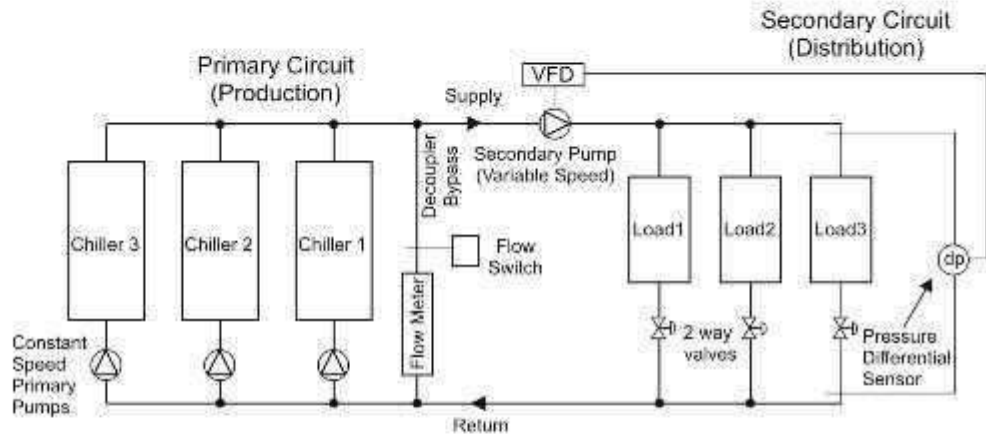 Primary Circuit
(Production)
Secondary Circuit
(Distribution)
VFD
Supply
Secondary Pump
(Variable Speed)
Decoupler
Bypass
Chiller 3
Chiller 2
Chiller 1
Flow
Switch
Flow Meter
Load1
Load2
Load3
dp
Constant
Speed
Primary
Pumps
2 way
valves
Pressure
Differential
Sensor
Return